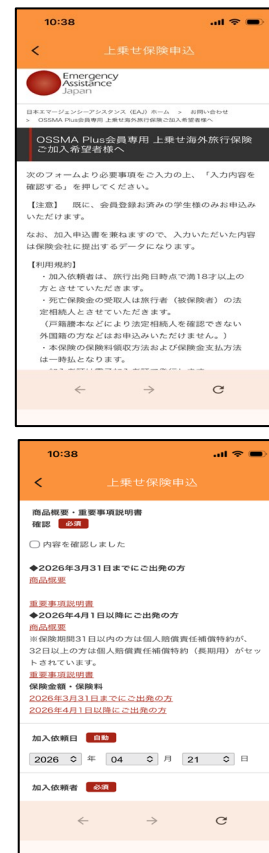 10:38
上乗せ保険申込
Emergency
Assistance
Japan
日本エマージェンシーアシスタンス（EAJ）ホーム > お問い合わせ
> OSSMA Plus会員専用 上乗せ海外旅行保険ご加入希望者様へ
OSSMA Plus会員専用 上乗せ海外旅行保険
ご加入希望者様へ
次のフォームより必要事項をご入力の上、「入力内容を
確認する」を押してください。
【注意】 既に、会員登録お済みの学生様のみお申込み
いただけます。
なお、加入申込書を兼ねますので、入力いただいた内容
は保険会社に提出するデータになります。
【利用規約】
・加入依頼者は、旅行出発日時点で満18才以上の
方とさせていただきます。
・死亡保険金の受取人は旅行者（被保険者）の法
定相続人とさせていただきます。
（戸籍謄本などにより法定相続人を確認できない
外国籍の方などはお申込みいただけません。）
・本保険の保険料領収方法および保険金支払方法
は一時払となります。
10:38
上乗せ保険申込
商品概要・重要事項説明書
確認 必須
内容を確認しました
◆2026年3月31日までにご出発の方
商品概要
重要事項説明書
◆2026年4月1日以降にご出発の方
商品概要
※保険期間31日以内の方は個人賠償責任補償特約が、
32日以上の方は個人賠償責任補償特約（長期用）がセッ
トされています。
重要事項説明書
保険金額・保険料
2026年3月31日までにご出発の方
2026年4月1日以降にご出発の方
加入依頼日 自動
2026 年 04 月 21 日
加入依頼者 必須